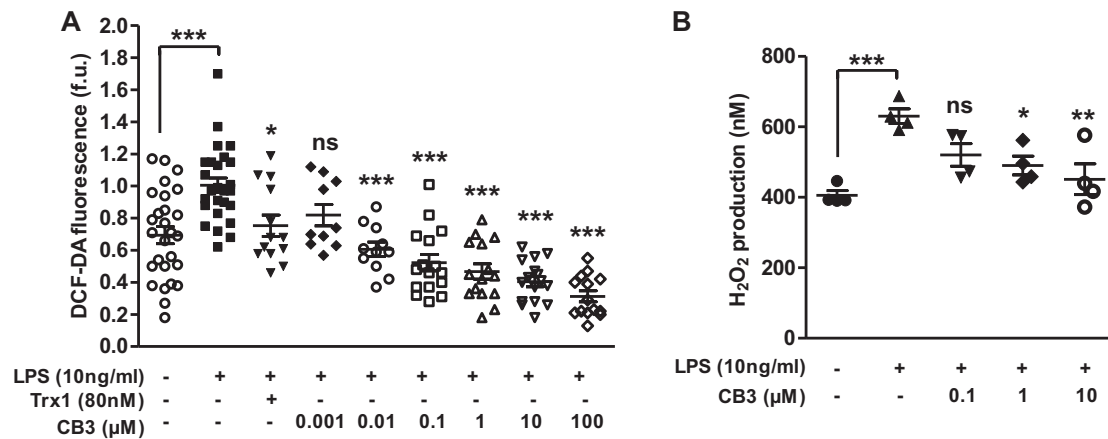 A
DCF-DA fluorescence (f.u.)
2.0
1.8
1.6
1.4
1.2
1.0
0.8
0.6
0.4
0.2
0.0
***
*
ns
***
***
***
***
***
LPS (10ng/ml) - + + + + + + + +
Trx1 (80nM) - - + - - - - - -
CB3 (µM) - - - 0.001 0.01 0.1 1 10 100
B
H₂O₂ production (nM)
800
600
400
200
0
***
ns
*
**
LPS (10ng/ml) - + + + +
CB3 (µM) - - 0.1 1 10